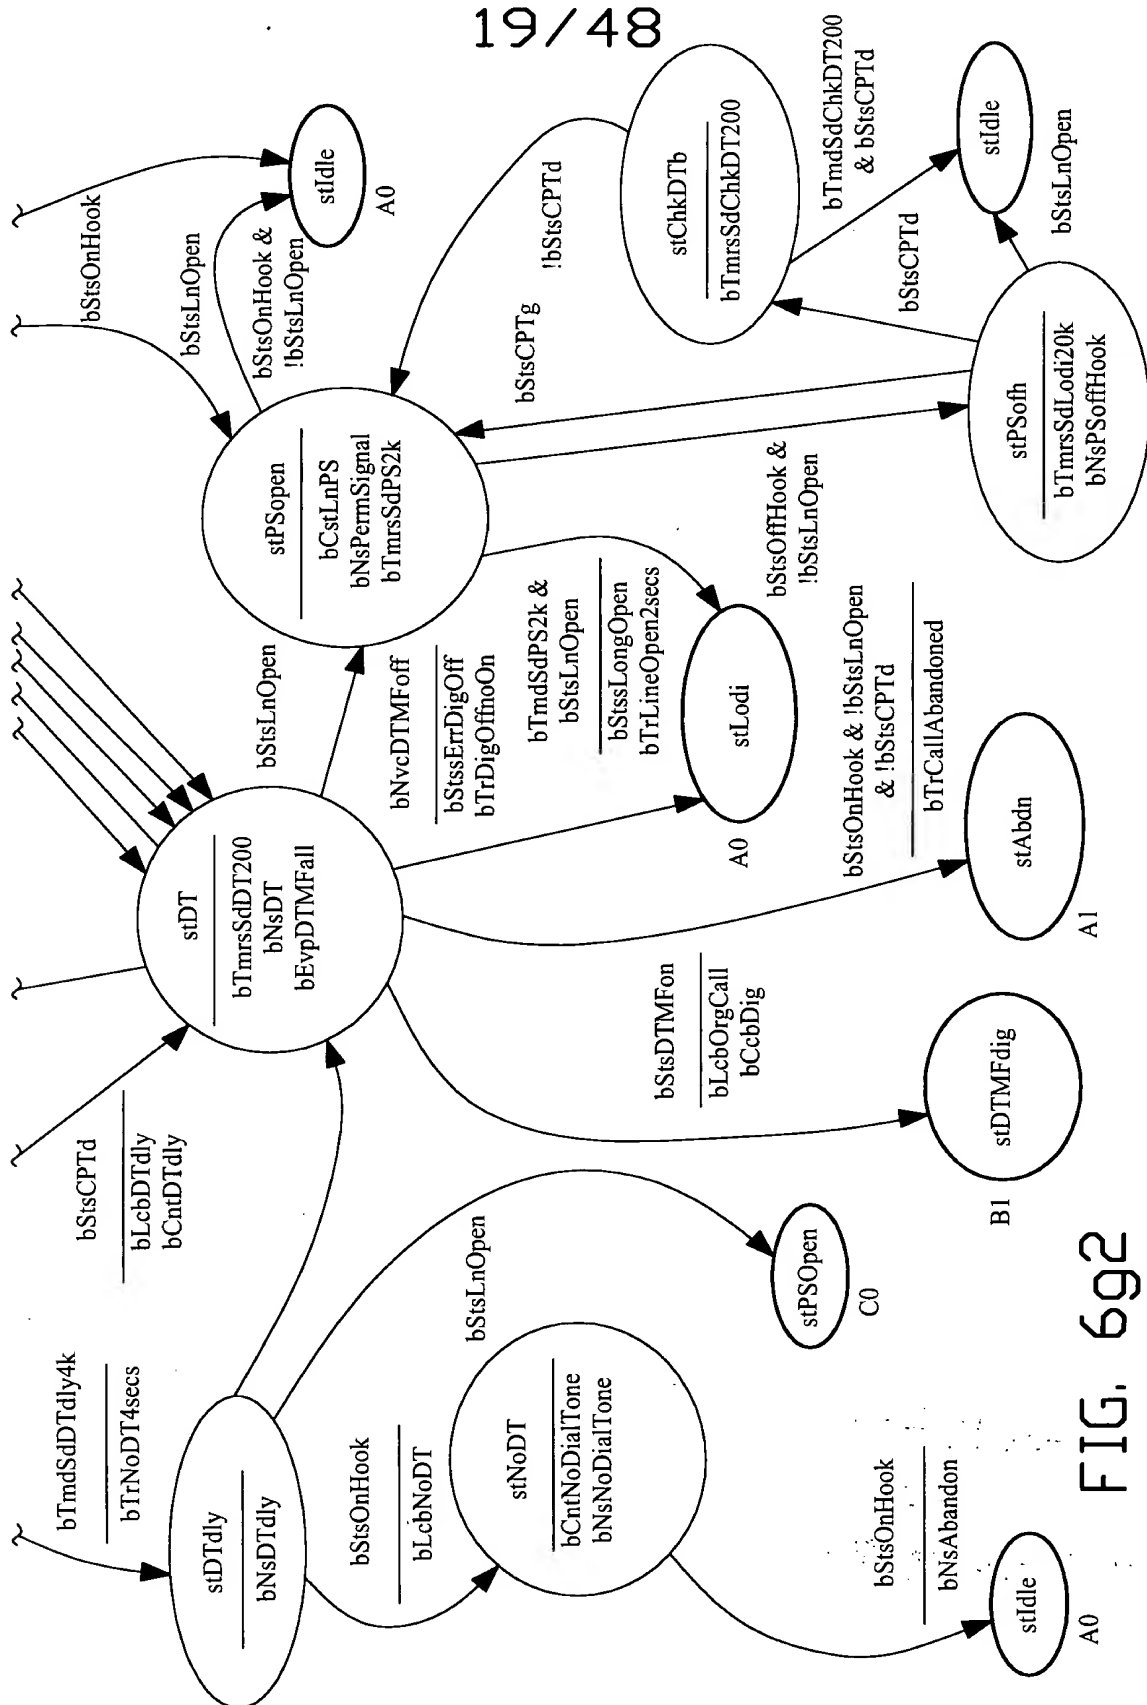 19/48
bTmdSdDTdly4k
bTrNoDT4secs
stDTdly
bNsDTdly
bStsCPTd
bLcbDTdly
bCntDTdly
stDT
bTmrsSdDT200
bNsDT
bEvpDTMFall
bStsLnOpen
bStsOnHook
bStsLnOpen
bStsOnHook &
!bStsLnOpen
stIdle
A0
stPSopen
bCstLnPS
bNsPermSignal
bTmrsSdPS2k
bStsOnHook
bLcbNoDT
stNoDT
bCntNoDialTone
bNsNoDialTone
bStsLnOpen
stPSOpen
C0
bStsOnHook
bNsAbandon
stIdle
A0
bStsDTMFon
bLcbOrgCall
bCcbDig
stDTMFdig
B1
bNvcDTMFoff
bStssErrDigOff
bTrDigOffnoOn
bTmdSdPS2k &
bStsLnOpen
bStssLongOpen
bTrLineOpen2secs
stLodi
A0
bStsOnHook & !bStsLnOpen
& !bStsCPTd
bTrCallAbandoned
stAbdn
A1
bStsOffHook &
!bStsLnOpen
bStsCPTg
!bStsCPTd
stChkDTb
bTmrsSdChkDT200
bTmdSdChkDT200
& bStsCPTd
stIdle
bStsCPTd
bStsLnOpen
stPSofh
bTmrsSdLodi20k
bNsPSoffHook
FIG. 6g2